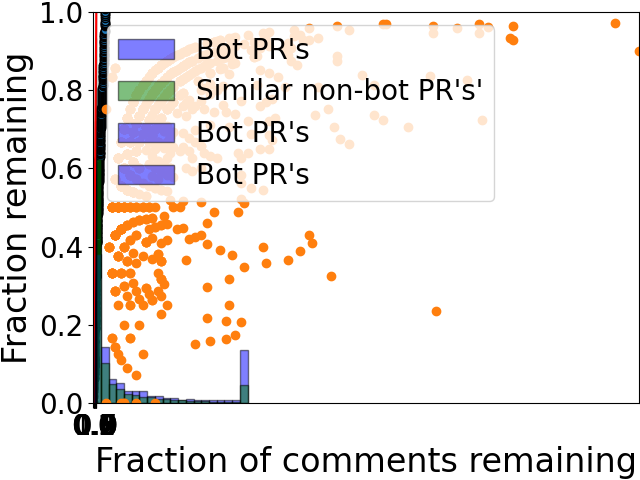 1.0
Bot PR's
Similar non-bot PR's'
0.8
Bot PR's
Bot PR's
0.6
0.4
0.2
0.0
Fraction remaining
Fraction of comments remaining